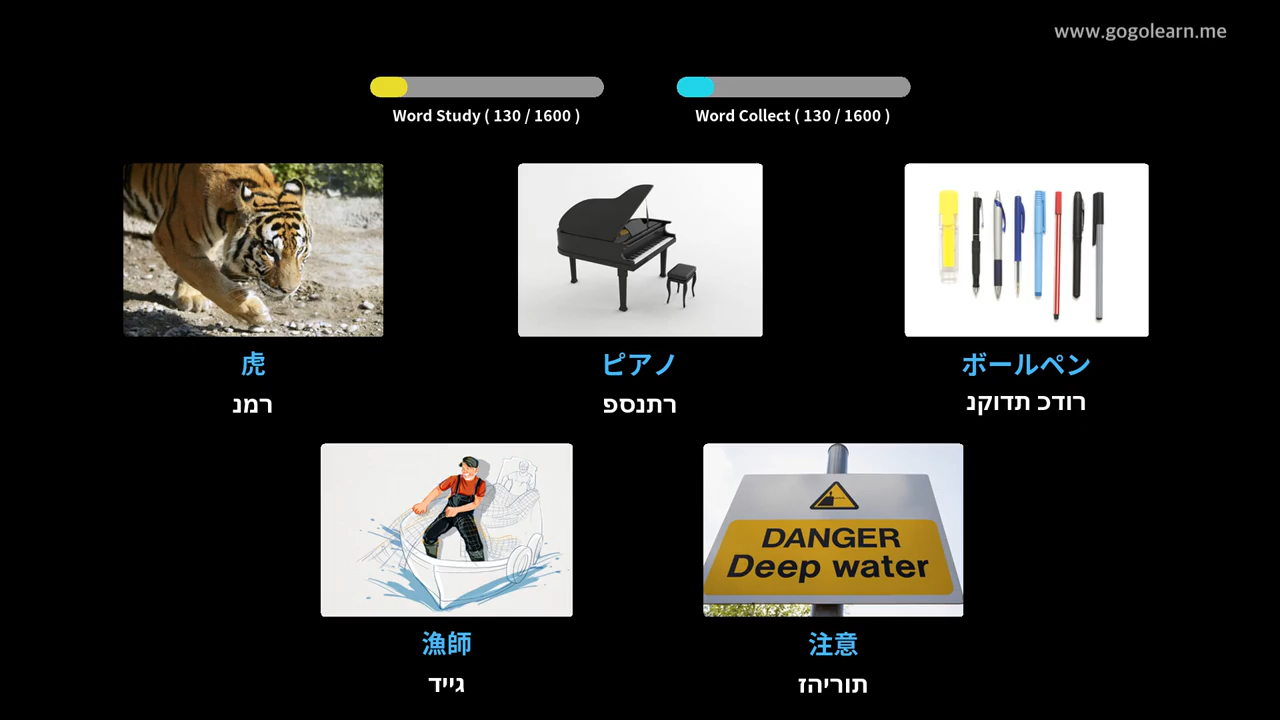 www.gogolearn.me
Word Study ( 130 / 1600 )
Word Collect ( 130 / 1600 )
虎
רמנ
ピアノ
רתנספ
ボールペン
רודכ תדוקנ
漁師
גייד
DANGER
Deep water
注意
תוריהז